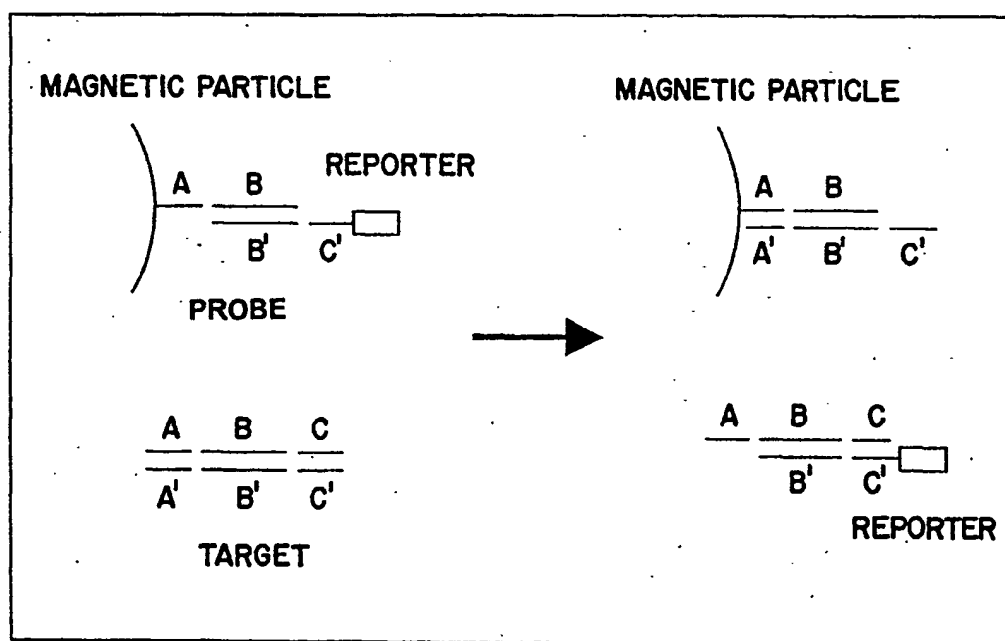 MAGNETIC PARTICLE
A B REPORTER
B' C'
PROBE
A B C
A' B' C'
TARGET
MAGNETIC PARTICLE
A B
A' B' C'
A B C
B' C'
REPORTER